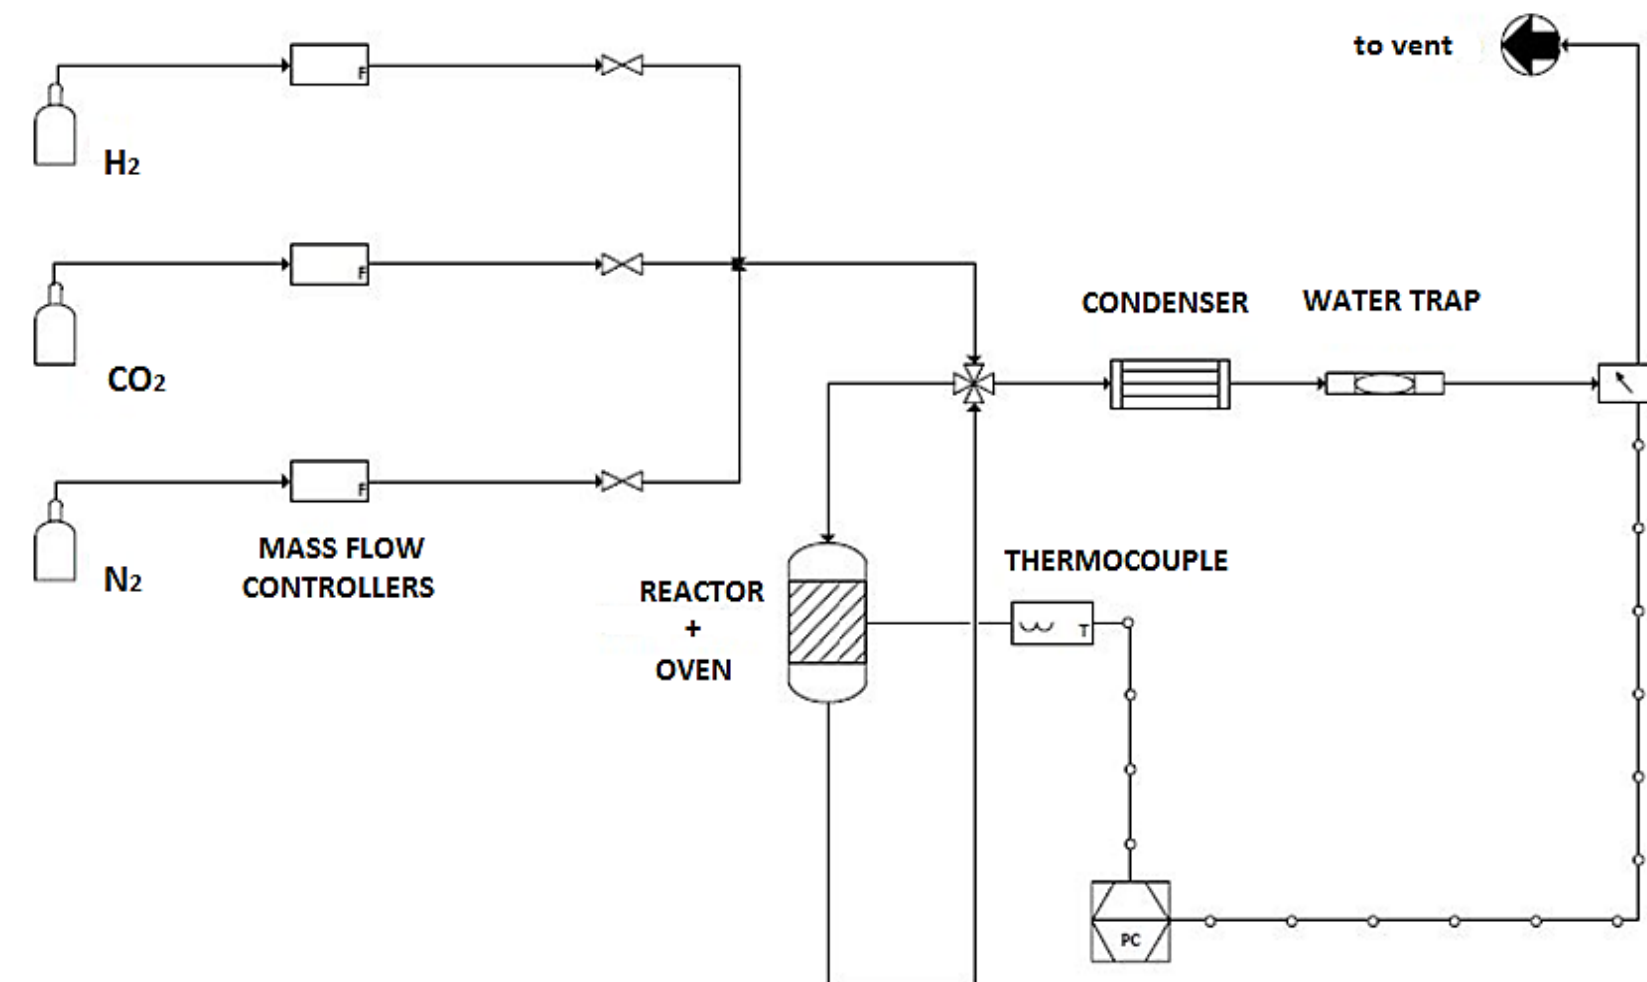 to vent
F
H2
F
CONDENSER
WATER TRAP
CO2
F
MASS FLOW
CONTROLLERS
N2
THERMOCOUPLE
REACTOR
+
OVEN
T
PC